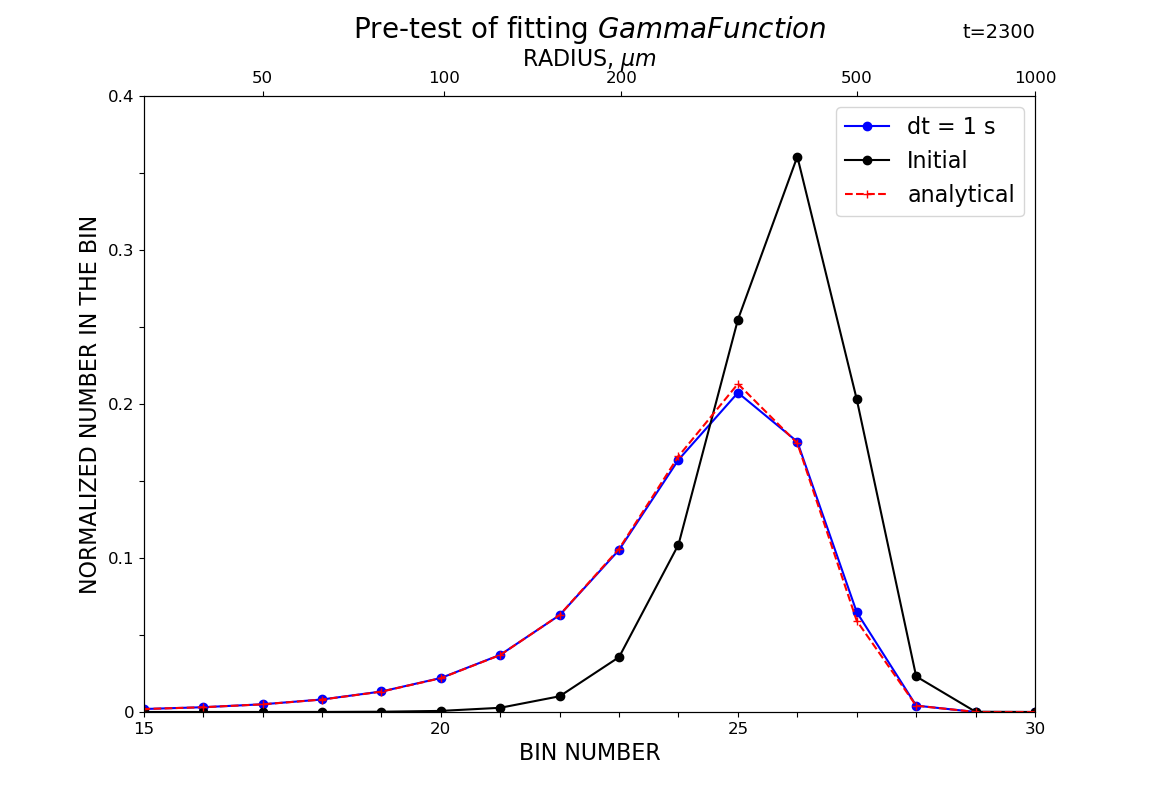 Pre-test of fitting GammaFunction
t=2300
RADIUS, μm
50 100 200 500 1000
0.4
0.3
0.2
0.1
0
NORMALIZED NUMBER IN THE BIN
dt = 1 s
Initial
analytical
15 20 25 30
BIN NUMBER